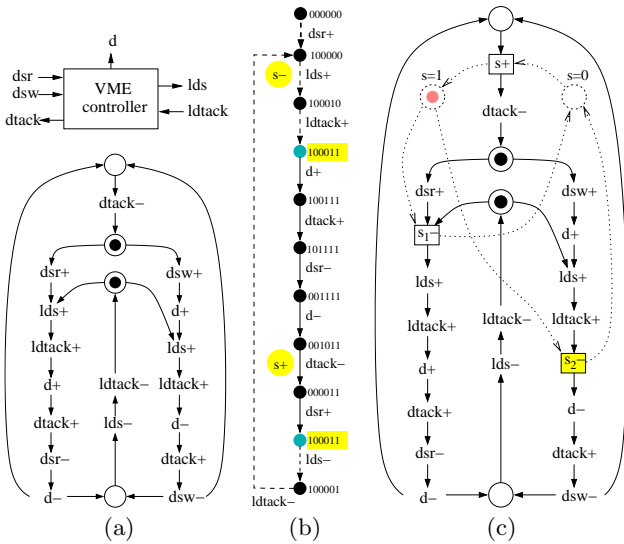 d
dsr
dsw
dtack
VME
controller
lds
ldtack
dtack−
dsr+
dsw+
lds+
d+
ldtack+
lds+
d+
ldtack−
ldtack+
dtack+
lds−
d−
dsr−
dtack+
d−
dsw−
(a)
000000
dsr+
100000
s−
lds+
100010
ldtack+
100011
d+
100111
dtack+
101111
dsr−
001111
d−
001011
s+
dtack−
000011
dsr+
100011
lds−
100001
ldtack−
(b)
s+
s=1
s=0
dtack−
dsr+
dsw+
s1−
d+
lds+
lds+
ldtack+
ldtack−
ldtack+
d+
lds−
s2−
dtack+
d−
dsr−
dtack+
d−
dsw−
(c)